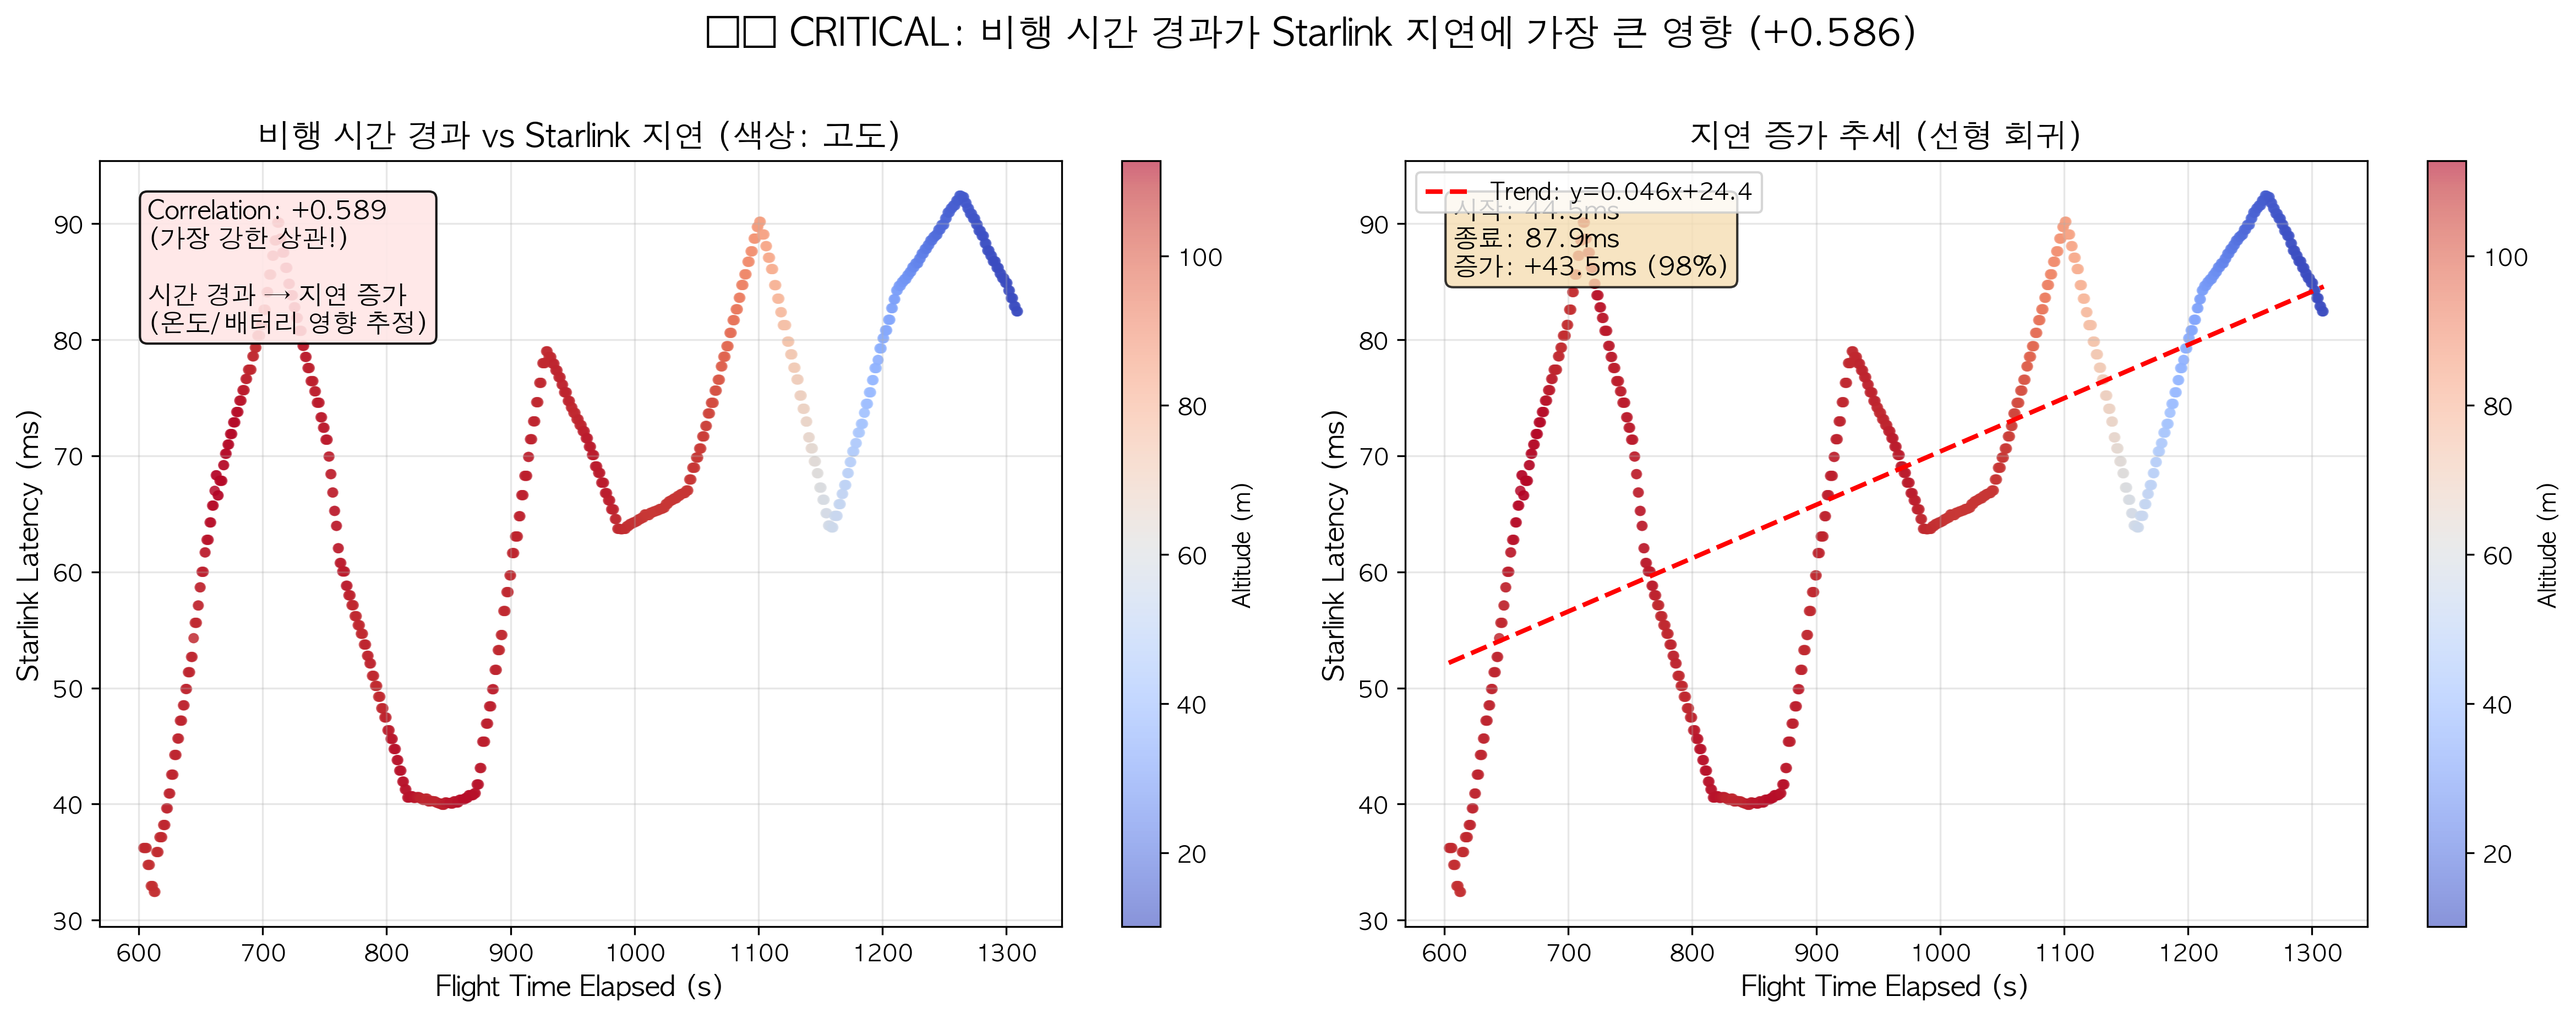 □□ CRITICAL: 비행 시간 경과가 Starlink 지연에 가장 큰 영향 (+0.586)
비행 시간 경과 vs Starlink 지연 (색상: 고도)
Correlation: +0.589
(가장 강한 상관!)
시간 경과 → 지연 증가
(온도/배터리 영향 추정)
90
80
70
60
50
40
30
Starlink Latency (ms)
600 700 800 900 1000 1100 1200 1300
Flight Time Elapsed (s)
100
80
60
40
20
Altitude (m)
지연 증가 추세 (선형 회귀)
Trend: y=0.046x+24.4
시작: 44.5ms
종료: 87.9ms
증가: +43.5ms (98%)
90
80
70
60
50
40
30
Starlink Latency (ms)
600 700 800 900 1000 1100 1200 1300
Flight Time Elapsed (s)
100
80
60
40
20
Altitude (m)